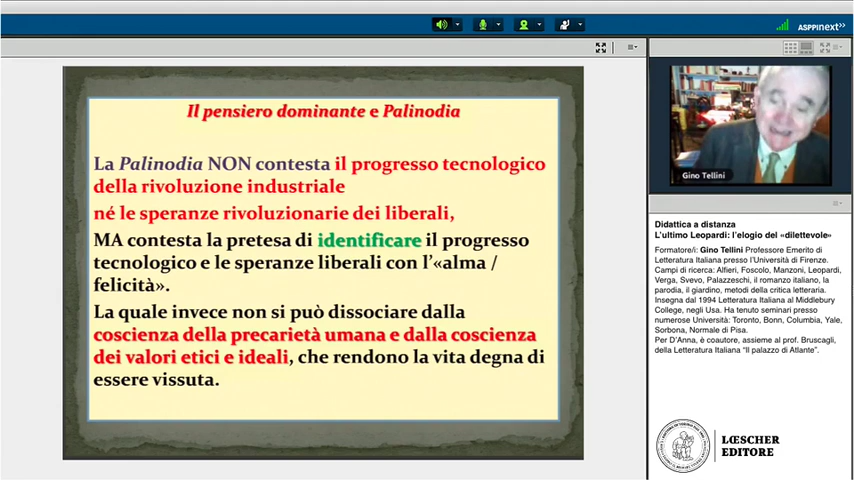 ASPPInext»
Il pensiero dominante e Palinodia
La Palinodia NON contesta il progresso tecnologico
della rivoluzione industriale
né le speranze rivoluzionarie dei liberali,
MA contesta la pretesa di identificare il progresso
tecnologico e le speranze liberali con l'«alma /
felicità».
La quale invece non si può dissociare dalla
coscienza della precarietà umana e dalla coscienza
dei valori etici e ideali, che rendono la vita degna di
essere vissuta.
Gino Tellini
Didattica a distanza
L'ultimo Leopardi: l'elogio del «dilettevole»
Formatore/i: Gino Tellini Professore Emerito di
Letteratura Italiana presso l'Università di Firenze.
Campi di ricerca: Alfieri, Foscolo, Manzoni, Leopardi,
Verga, Svevo, Palazzeschi, il romanzo italiano, la
parodia, il giardino, metodi della critica letteraria.
Insegna dal 1994 Letteratura Italiana al Middlebury
College, negli Usa. Ha tenuto seminari presso
numerose Università: Toronto, Bonn, Columbia, Yale,
Sorbona, Normale di Pisa.
Per D'Anna, è coautore, assieme al prof. Bruscagli,
della Letteratura Italiana "Il palazzo di Atlante".
LŒSCHER
EDITORE